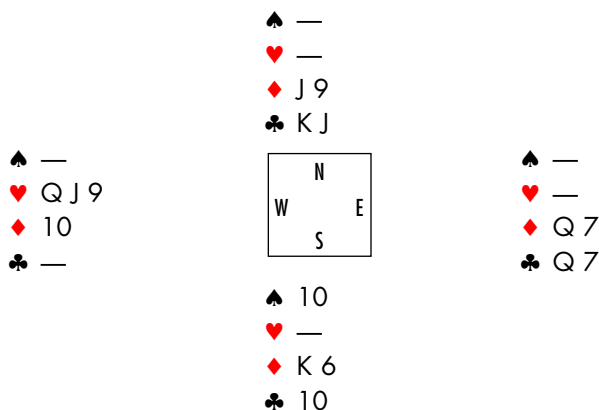 ♠ —
♥ —
♦ J 9
♣ K J
♠ —
♥ Q J 9
♦ 10
♣ —
N
W E
S
♠ —
♥ —
♦ Q 7
♣ Q 7
♠ 10
♥ —
♦ K 6
♣ 10